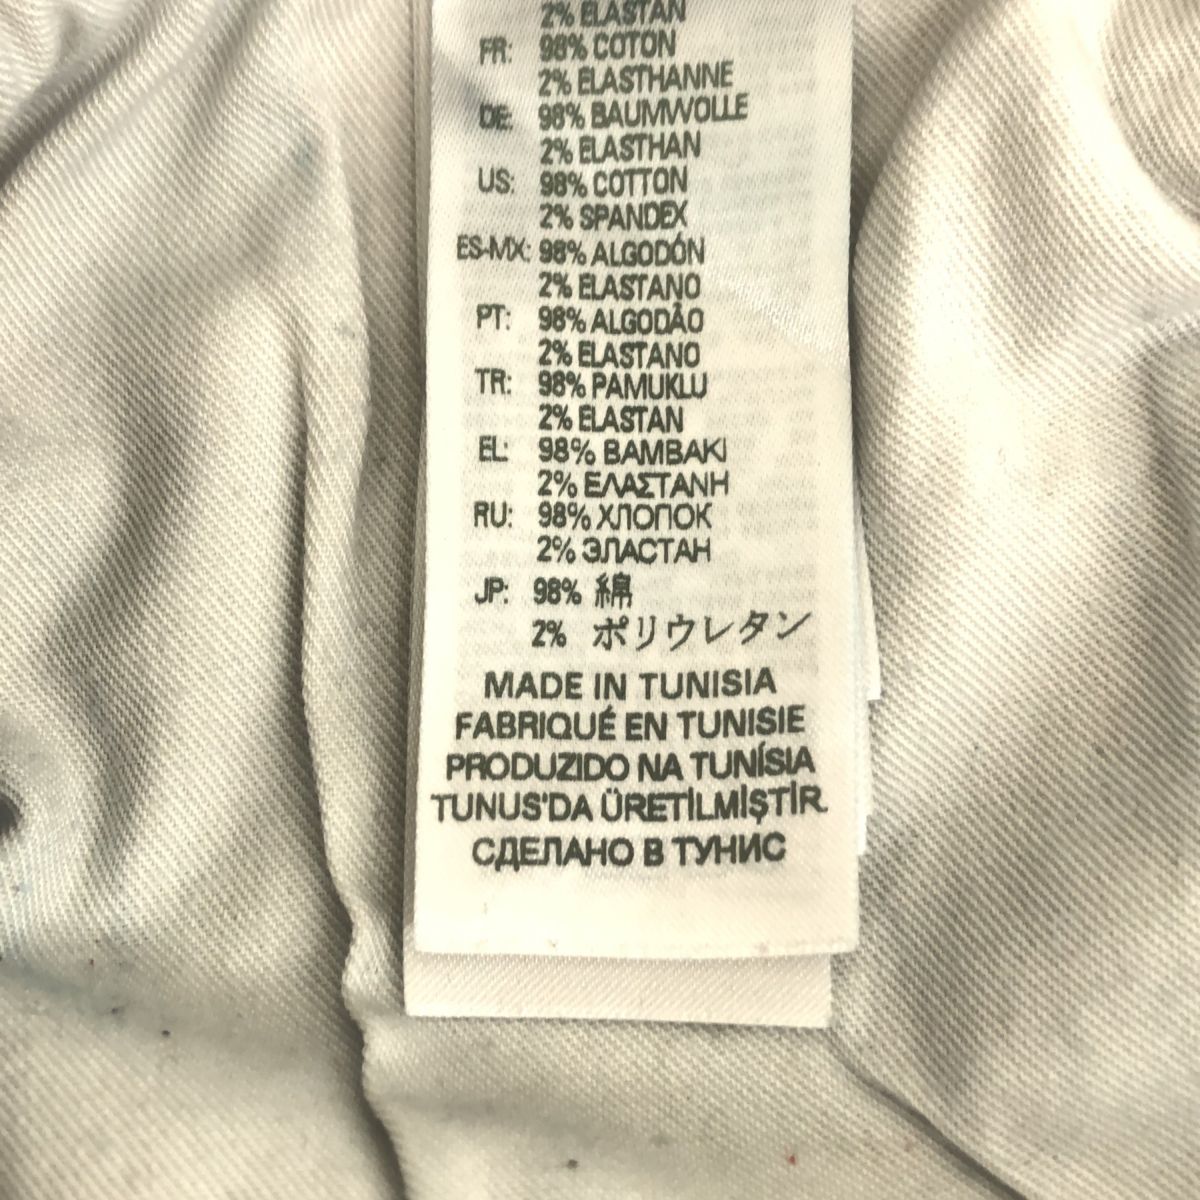 2% ELASTAN
FR: 98% COTON
2% ELASTHANNE
DE: 98% BAUMWOLLE
2% ELASTHAN
US: 98% COTTON
2% SPANDEX
ES-MX: 98% ALGODÓN
2% ELASTANO
PT: 98% ALGODÃO
2% ELASTANO
TR: 98% PAMUKLU
2% ELASTAN
EL: 98% BAMBAKI
2% ΕΛΑΣΤΑΝΗ
RU: 98% ХЛОПОК
2% ЭЛАСТАН
JP: 98% 綿
2% ポリウレタン
MADE IN TUNISIA
FABRIQUÉ EN TUNISIE
PRODUZIDO NA TUNÍSIA
TUNUS'DA ÜRETİLMİŞTİR.
СДЕЛАНО В ТУНИС